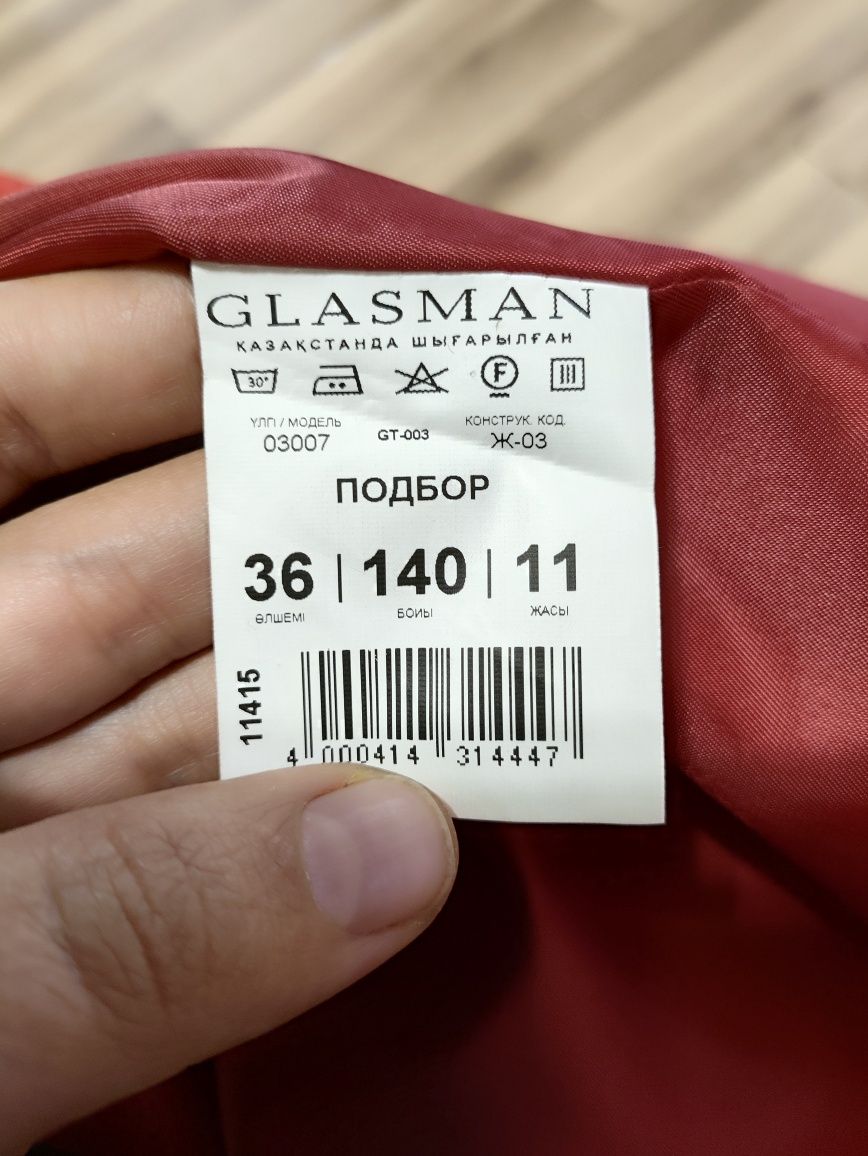 GLASMAN
ҚАЗАҚСТАНДА ШЫҒАРЫЛҒАН
30° F
ҮЛГІ / МОДЕЛЬ GT-003 КОНСТРУК. КОД.
03007 Ж-03
ПОДБОР
36 | 140 | 11
ӨЛШЕМІ БОЙЫ ЖАСЫ
11415
4 000414 314447